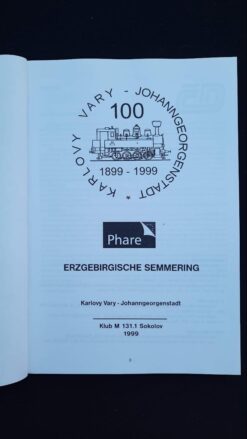 KARLOVY VARY - JOHANNGEORGENSTADT *
100
1899 - 1999
Phare
ERZGEBIRGISCHE SEMMERING
Karlovy Vary - Johanngeorgenstadt
Klub M 131.1 Sokolov
1999